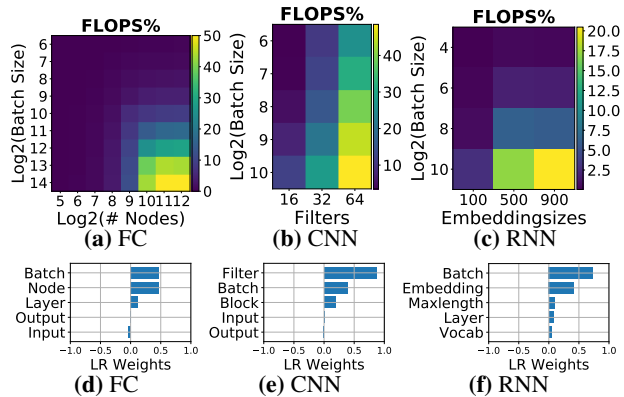 FLOPS%
Log2(Batch Size)
6
7
8
9
10
11
12
13
14
5 6 7 8 9 101112
Log2(# Nodes)
50
40
30
20
10
0
(a) FC
FLOPS%
Log2(Batch Size)
6
7
8
9
10
16 32 64
Filters
40
30
20
10
(b) CNN
FLOPS%
Log2(Batch Size)
4
6
8
10
100 500 900
Embeddingsizes
20.0
17.5
15.0
12.5
10.0
7.5
5.0
2.5
(c) RNN
Batch
Node
Layer
Output
Input
−1.0 −0.5 0.0 0.5 1.0
LR Weights
(d) FC
Filter
Batch
Block
Input
Output
−1.0 −0.5 0.0 0.5 1.0
LR Weights
(e) CNN
Batch
Embedding
Maxlength
Layer
Vocab
−1.0 −0.5 0.0 0.5 1.0
LR Weights
(f) RNN